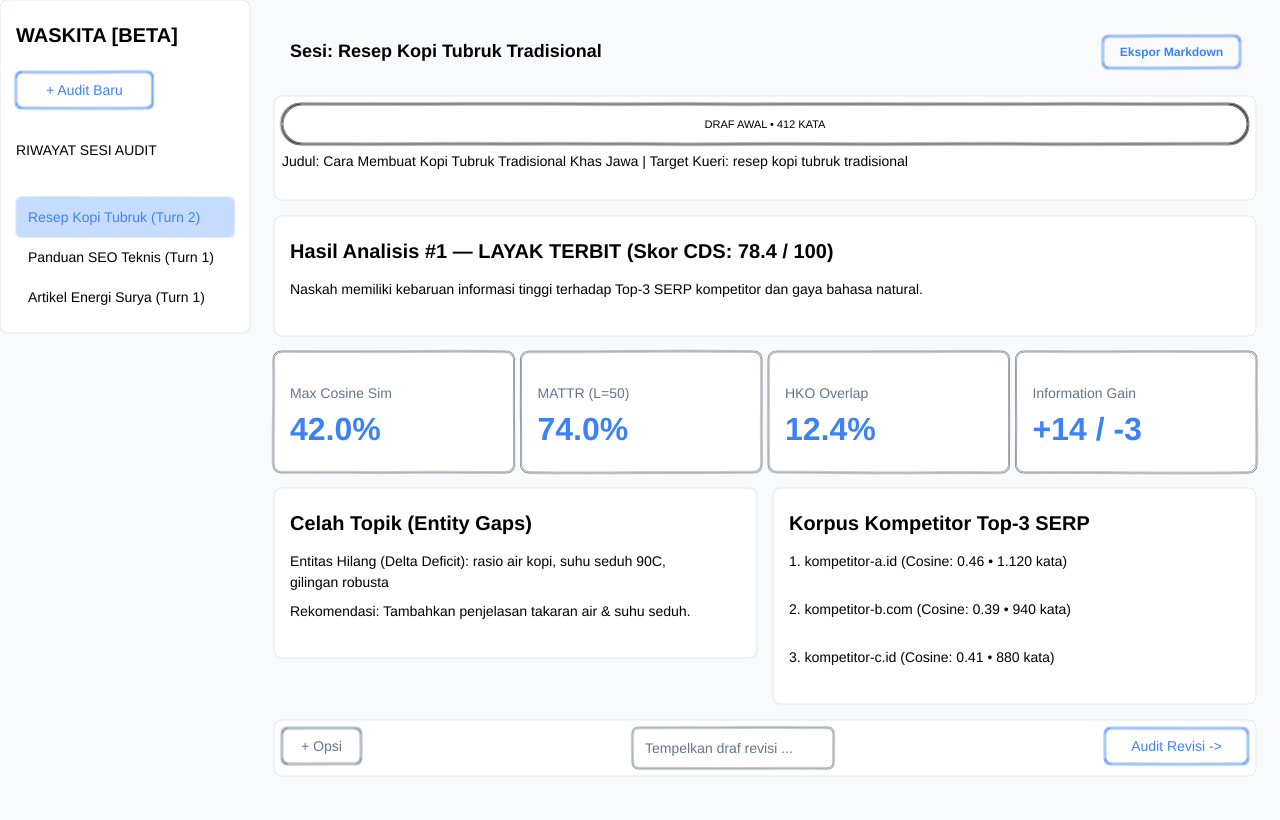 WASKITA [BETA]
+ Audit Baru
RIWAYAT SESI AUDIT
Resep Kopi Tubruk (Turn 2)
Panduan SEO Teknis (Turn 1)
Artikel Energi Surya (Turn 1)
Sesi: Resep Kopi Tubruk Tradisional
Ekspor Markdown
DRAF AWAL • 412 KATA
Judul: Cara Membuat Kopi Tubruk Tradisional Khas Jawa | Target Kueri: resep kopi tubruk tradisional
Hasil Analisis #1 — LAYAK TERBIT (Skor CDS: 78.4 / 100)
Naskah memiliki kebaruan informasi tinggi terhadap Top-3 SERP kompetitor dan gaya bahasa natural.
Max Cosine Sim
42.0%
MATTR (L=50)
74.0%
HKO Overlap
12.4%
Information Gain
+14 / -3
Celah Topik (Entity Gaps)
Entitas Hilang (Delta Deficit): rasio air kopi, suhu seduh 90C,
gilingan robusta
Rekomendasi: Tambahkan penjelasan takaran air & suhu seduh.
Korpus Kompetitor Top-3 SERP
1. kompetitor-a.id (Cosine: 0.46 • 1.120 kata)
2. kompetitor-b.com (Cosine: 0.39 • 940 kata)
3. kompetitor-c.id (Cosine: 0.41 • 880 kata)
+ Opsi
Tempelkan draf revisi ...
Audit Revisi ->